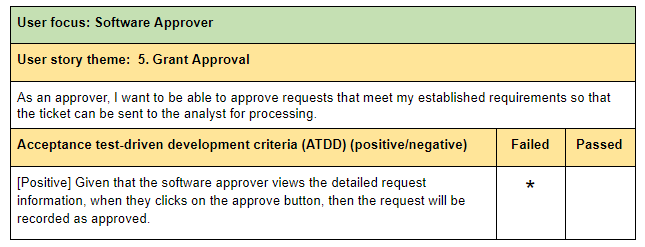 User focus: Software Approver
User story theme:  5. Grant Approval
As an approver, I want to be able to approve requests that meet my established requirements so that
the ticket can be sent to the analyst for processing.
Acceptance test-driven development criteria (ATDD) (positive/negative)
Failed
Passed
[Positive] Given that the software approver views the detailed request
information, when they clicks on the approve button, then the request will be
recorded as approved.
*